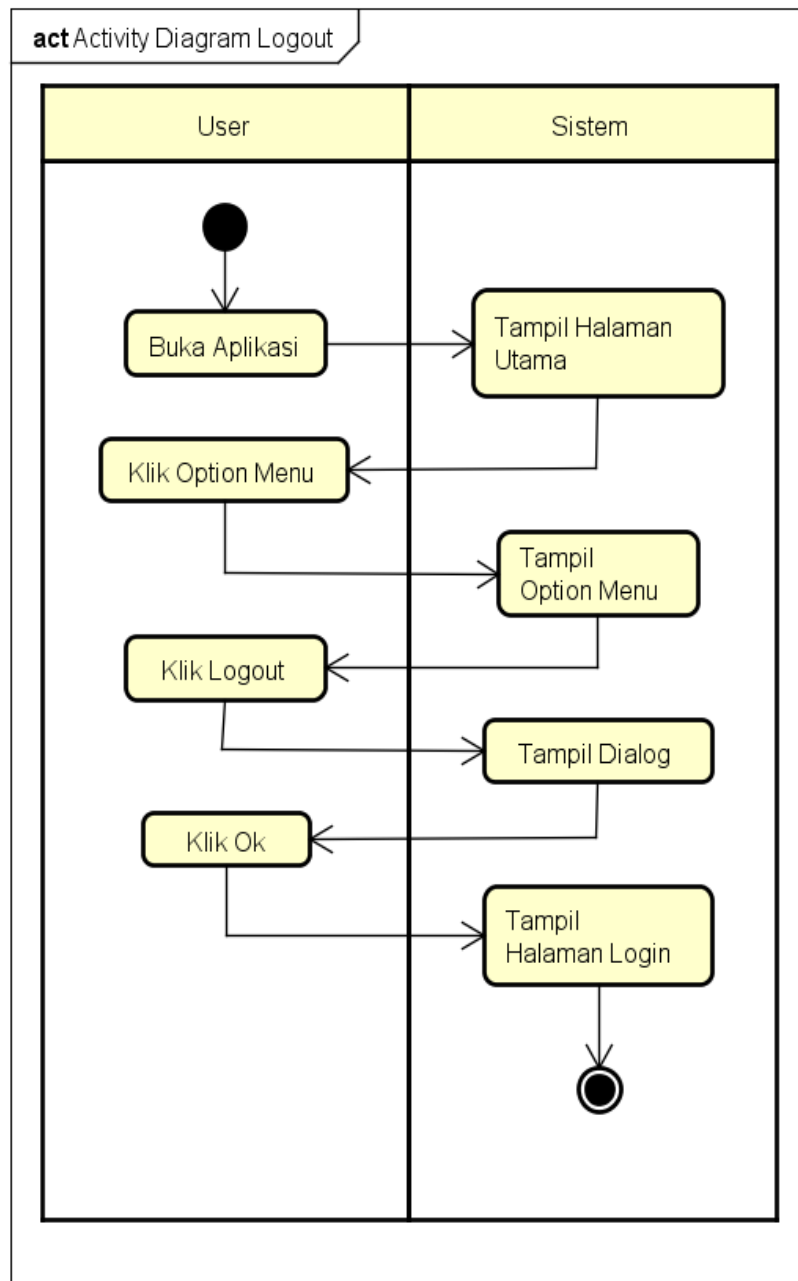 act Activity Diagram Logout
User
Sistem
Buka Aplikasi
Tampil Halaman
Utama
Klik Option Menu
Tampil
Option Menu
Klik Logout
Tampil Dialog
Klik Ok
Tampil
Halaman Login